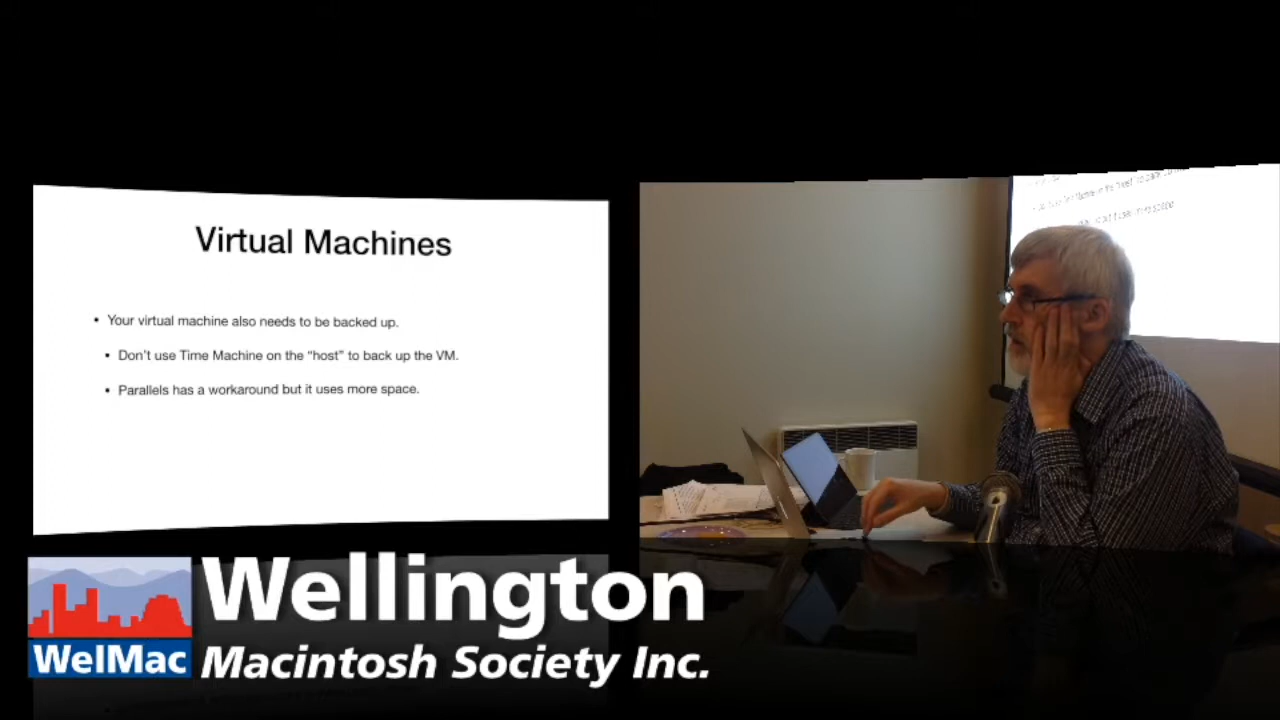 Virtual Machines
• Your virtual machine also needs to be backed up.
• Don't use Time Machine on the “host” to back up the VM.
• Parallels has a workaround but it uses more space.
WelMac
Wellington
Macintosh Society Inc.